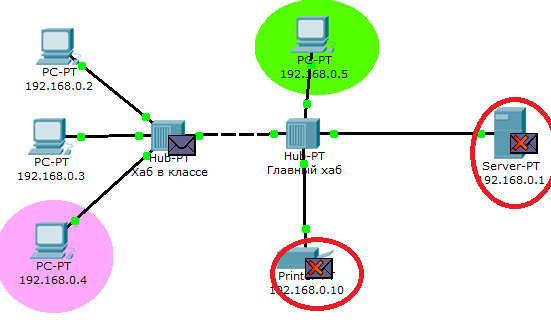 PC-PT
192.168.0.2
PC-PT
192.168.0.3
PC-PT
192.168.0.4
Hub-PT
Хаб в классе
PC-PT
192.168.0.5
Hub-PT
Главный хаб
192.168.0.10
Server-PT
192.168.0.1